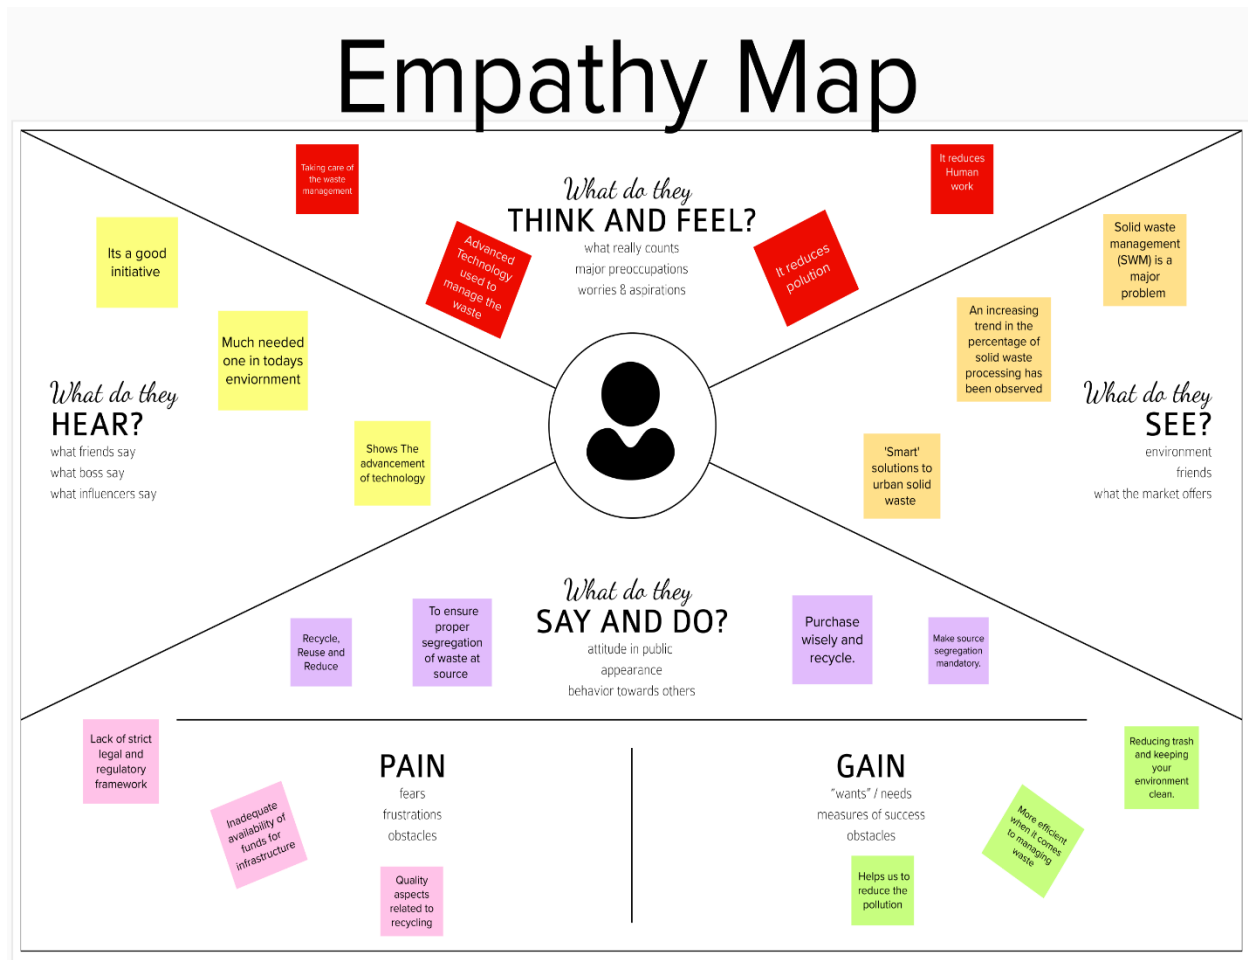 Empathy Map
What do they
THINK AND FEEL?
what really counts
major preoccupations
worries & aspirations
Taking care of
the waste
management
Advanced
Technology
used to
manage the
waste
It reduces
polution
It reduces
Human
work
What do they
HEAR?
what friends say
what boss say
what influencers say
Its a good
initiative
Much needed
one in todays
enviornment
Shows The
advancement
of technology
What do they
SEE?
environment
friends
what the market offers
Solid waste
management
(SWM) is a
major
problem
An increasing
trend in the
percentage of
solid waste
processing has
been observed
'Smart'
solutions to
urban solid
waste
What do they
SAY AND DO?
attitude in public
appearance
behavior towards others
Recycle,
Reuse and
Reduce
To ensure
proper
segregation
of waste at
source
Purchase
wisely and
recycle.
Make source
segregation
mandatory.
PAIN
fears
frustrations
obstacles
Lack of strict
legal and
regulatory
framework
Inadequate
availability of
funds for
infrastructure
Quality
aspects
related to
recycling
GAIN
"wants" / needs
measures of success
obstacles
Helps us to
reduce the
pollution
More efficient
when it comes
to managing
waste
Reducing trash
and keeping
your
environment
clean.